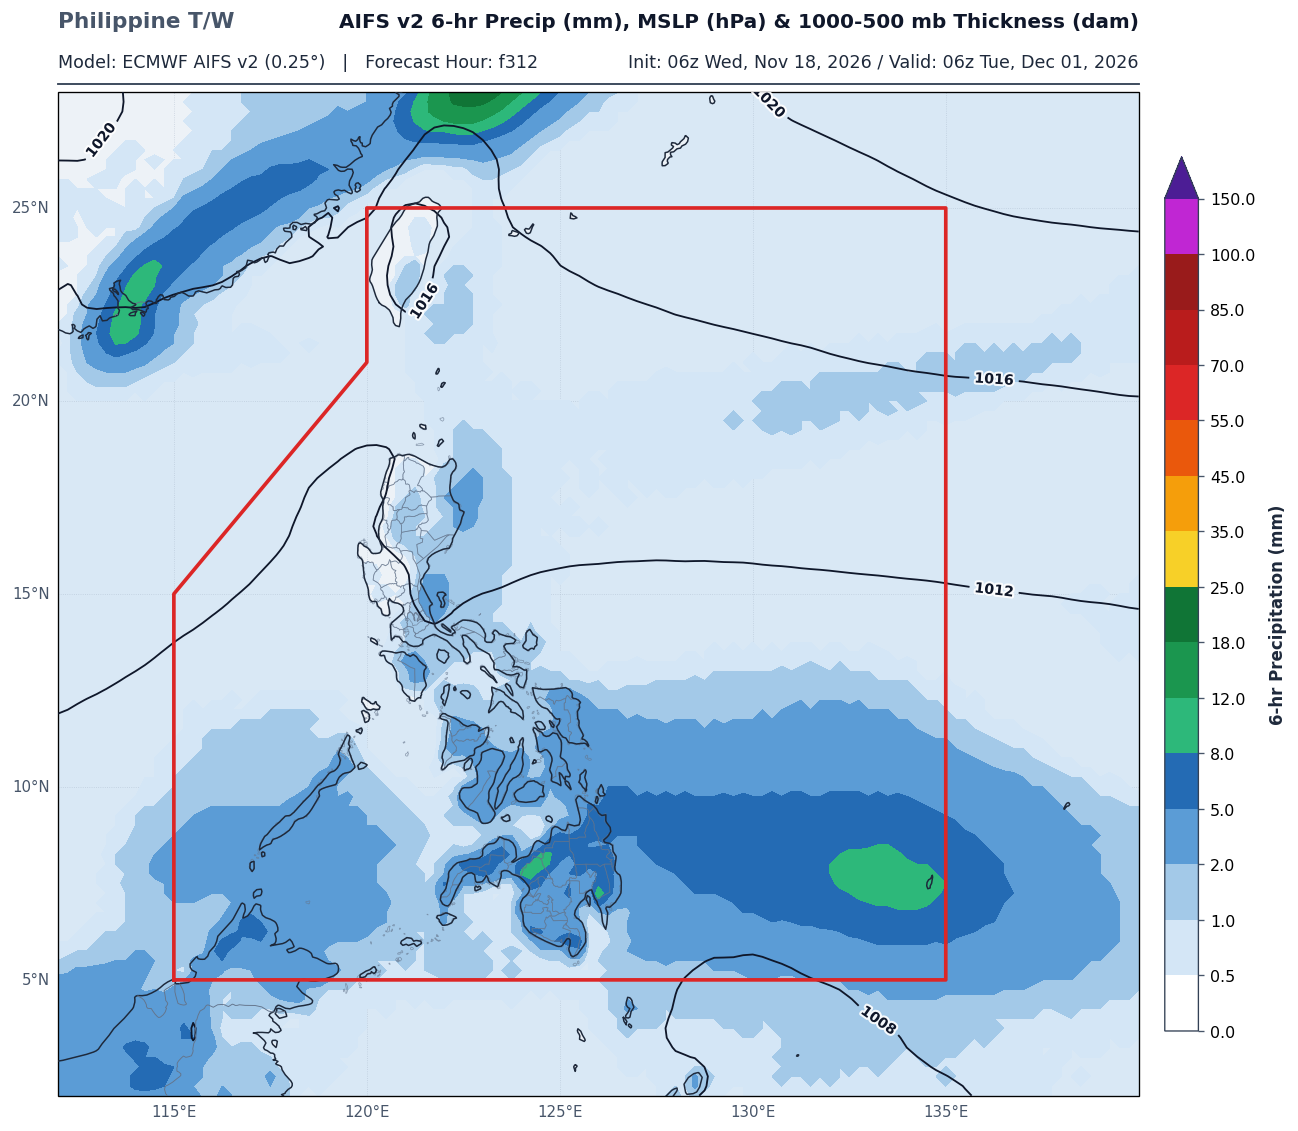 Philippine T/W
AIFS v2 6-hr Precip (mm), MSLP (hPa) & 1000-500 mb Thickness (dam)
Model: ECMWF AIFS v2 (0.25°) | Forecast Hour: f312
Init: 06z Wed, Nov 18, 2026 / Valid: 06z Tue, Dec 01, 2026
1020
1020
1016
1016
1012
1008
25°N
20°N
15°N
10°N
5°N
115°E
120°E
125°E
130°E
135°E
150.0
100.0
85.0
70.0
55.0
45.0
35.0
25.0
18.0
12.0
8.0
5.0
2.0
1.0
0.5
0.0
6-hr Precipitation (mm)